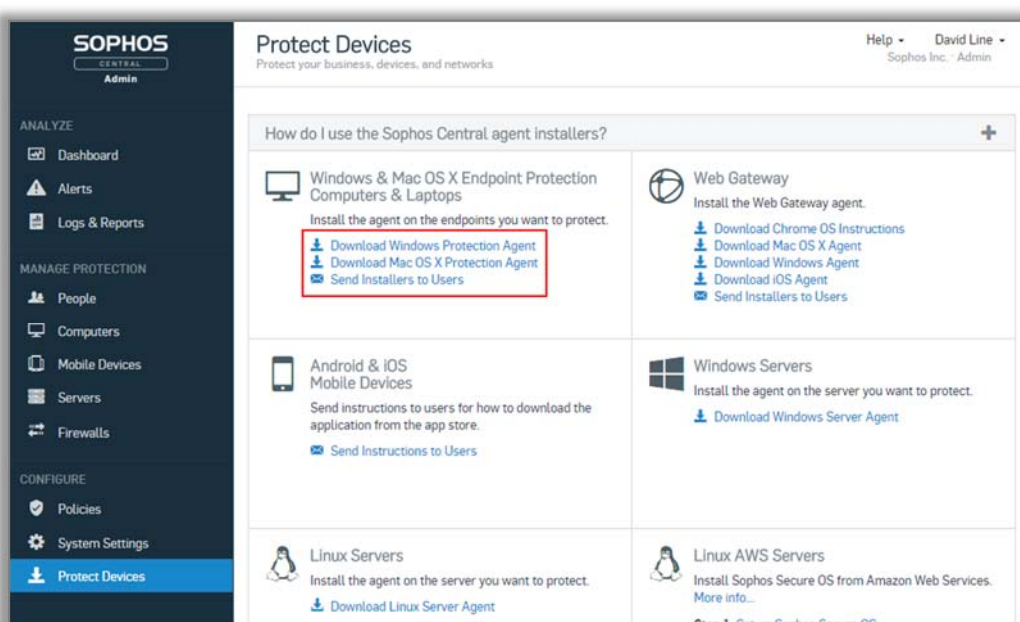 SOPHOS
CENTRAL
Admin
ANALYZE
Dashboard
Alerts
Logs & Reports
MANAGE PROTECTION
People
Computers
Mobile Devices
Servers
Firewalls
CONFIGURE
Policies
System Settings
Protect Devices
Protect Devices
Protect your business, devices, and networks
Help
David Line
Sophos Inc. · Admin
How do I use the Sophos Central agent installers?
Windows & Mac OS X Endpoint Protection
Computers & Laptops
Install the agent on the endpoints you want to protect.
Download Windows Protection Agent
Download Mac OS X Protection Agent
Send Installers to Users
Web Gateway
Install the Web Gateway agent.
Download Chrome OS Instructions
Download Mac OS X Agent
Download Windows Agent
Download iOS Agent
Send Installers to Users
Android & iOS
Mobile Devices
Send instructions to users for how to download the
application from the app store.
Send Instructions to Users
Windows Servers
Install the agent on the server you want to protect.
Download Windows Server Agent
Linux Servers
Install the agent on the server you want to protect.
Download Linux Server Agent
Linux AWS Servers
Install Sophos Secure OS from Amazon Web Services.
More info...